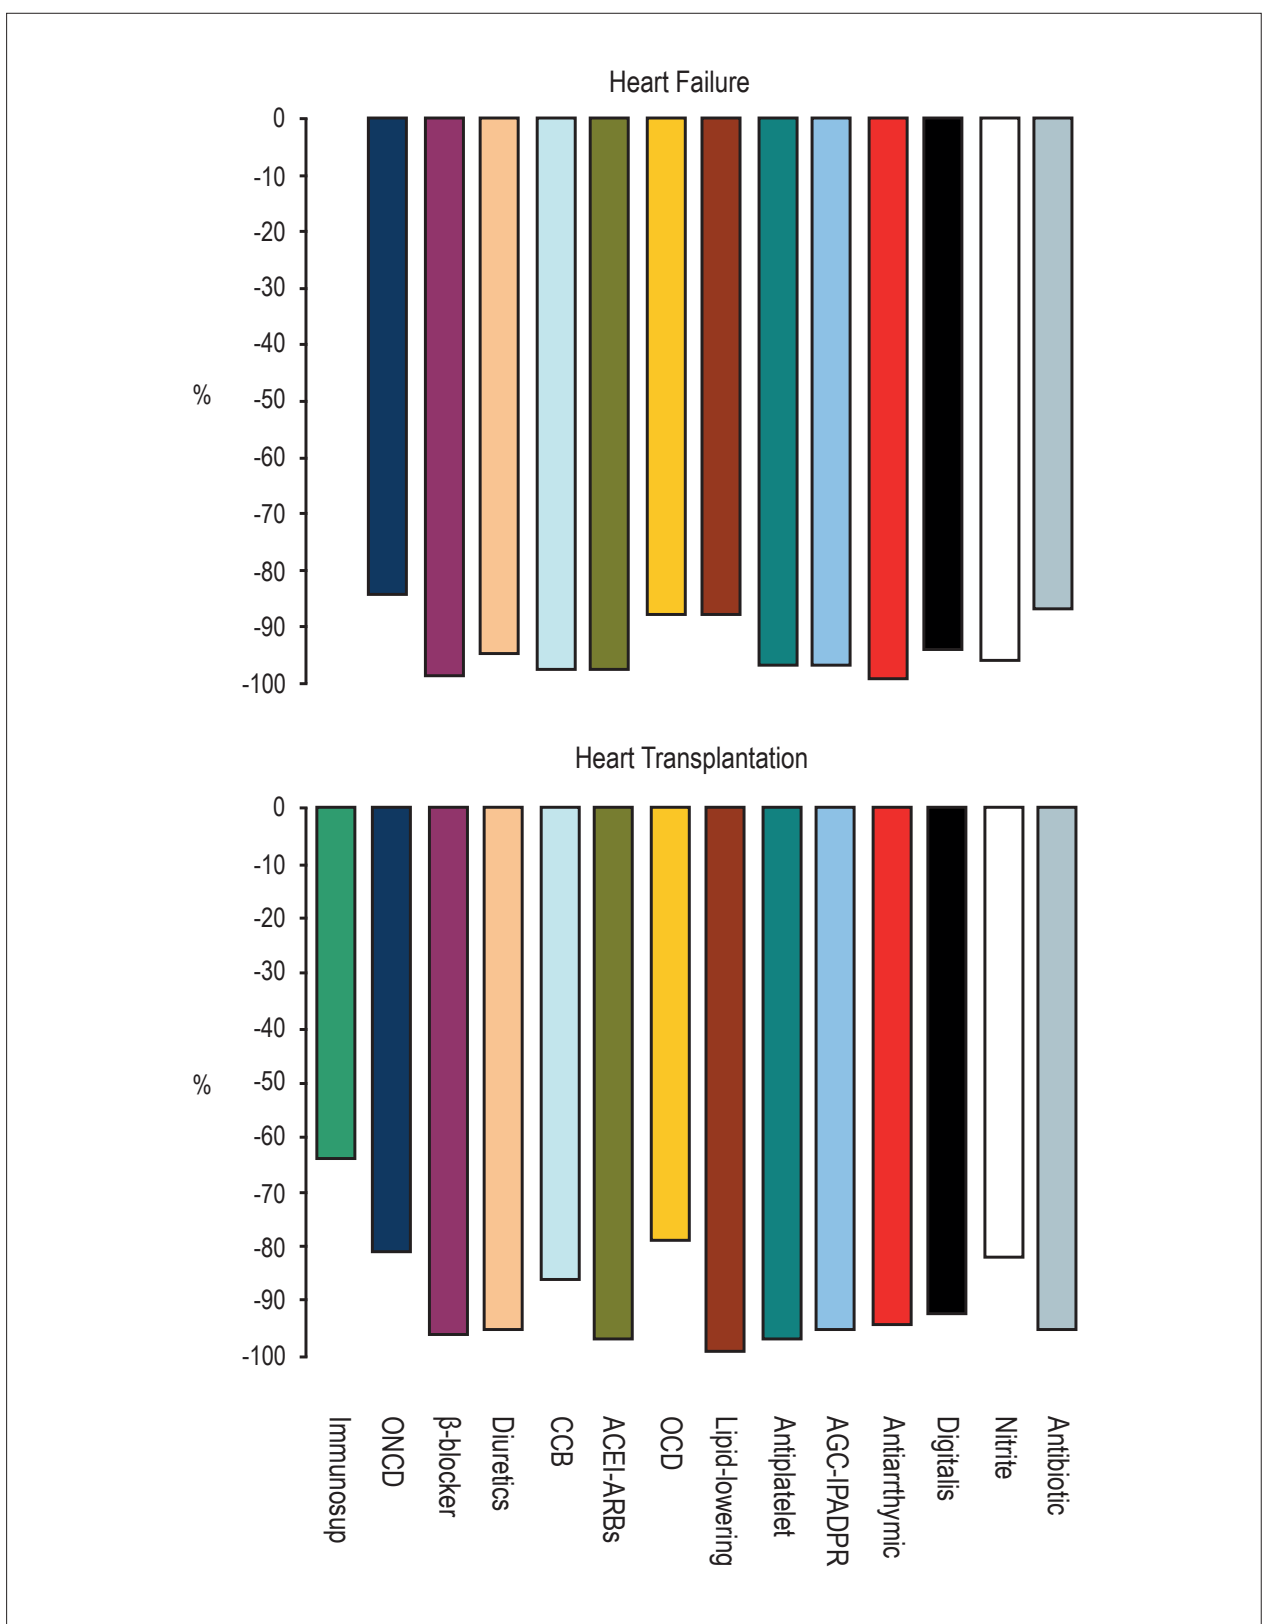 Heart Failure
0
-10
-20
-30
-40
%
-50
-60
-70
-80
-90
-100
Heart Transplantation
0
-10
-20
-30
-40
%
-50
-60
-70
-80
-90
-100
Immunosup
ONCD
β-blocker
Diuretics
CCB
ACEI-ARBs
OCD
Lipid-lowering
Antiplatelet
AGC-IPADPR
Antiarrthymic
Digitalis
Nitrite
Antibiotic